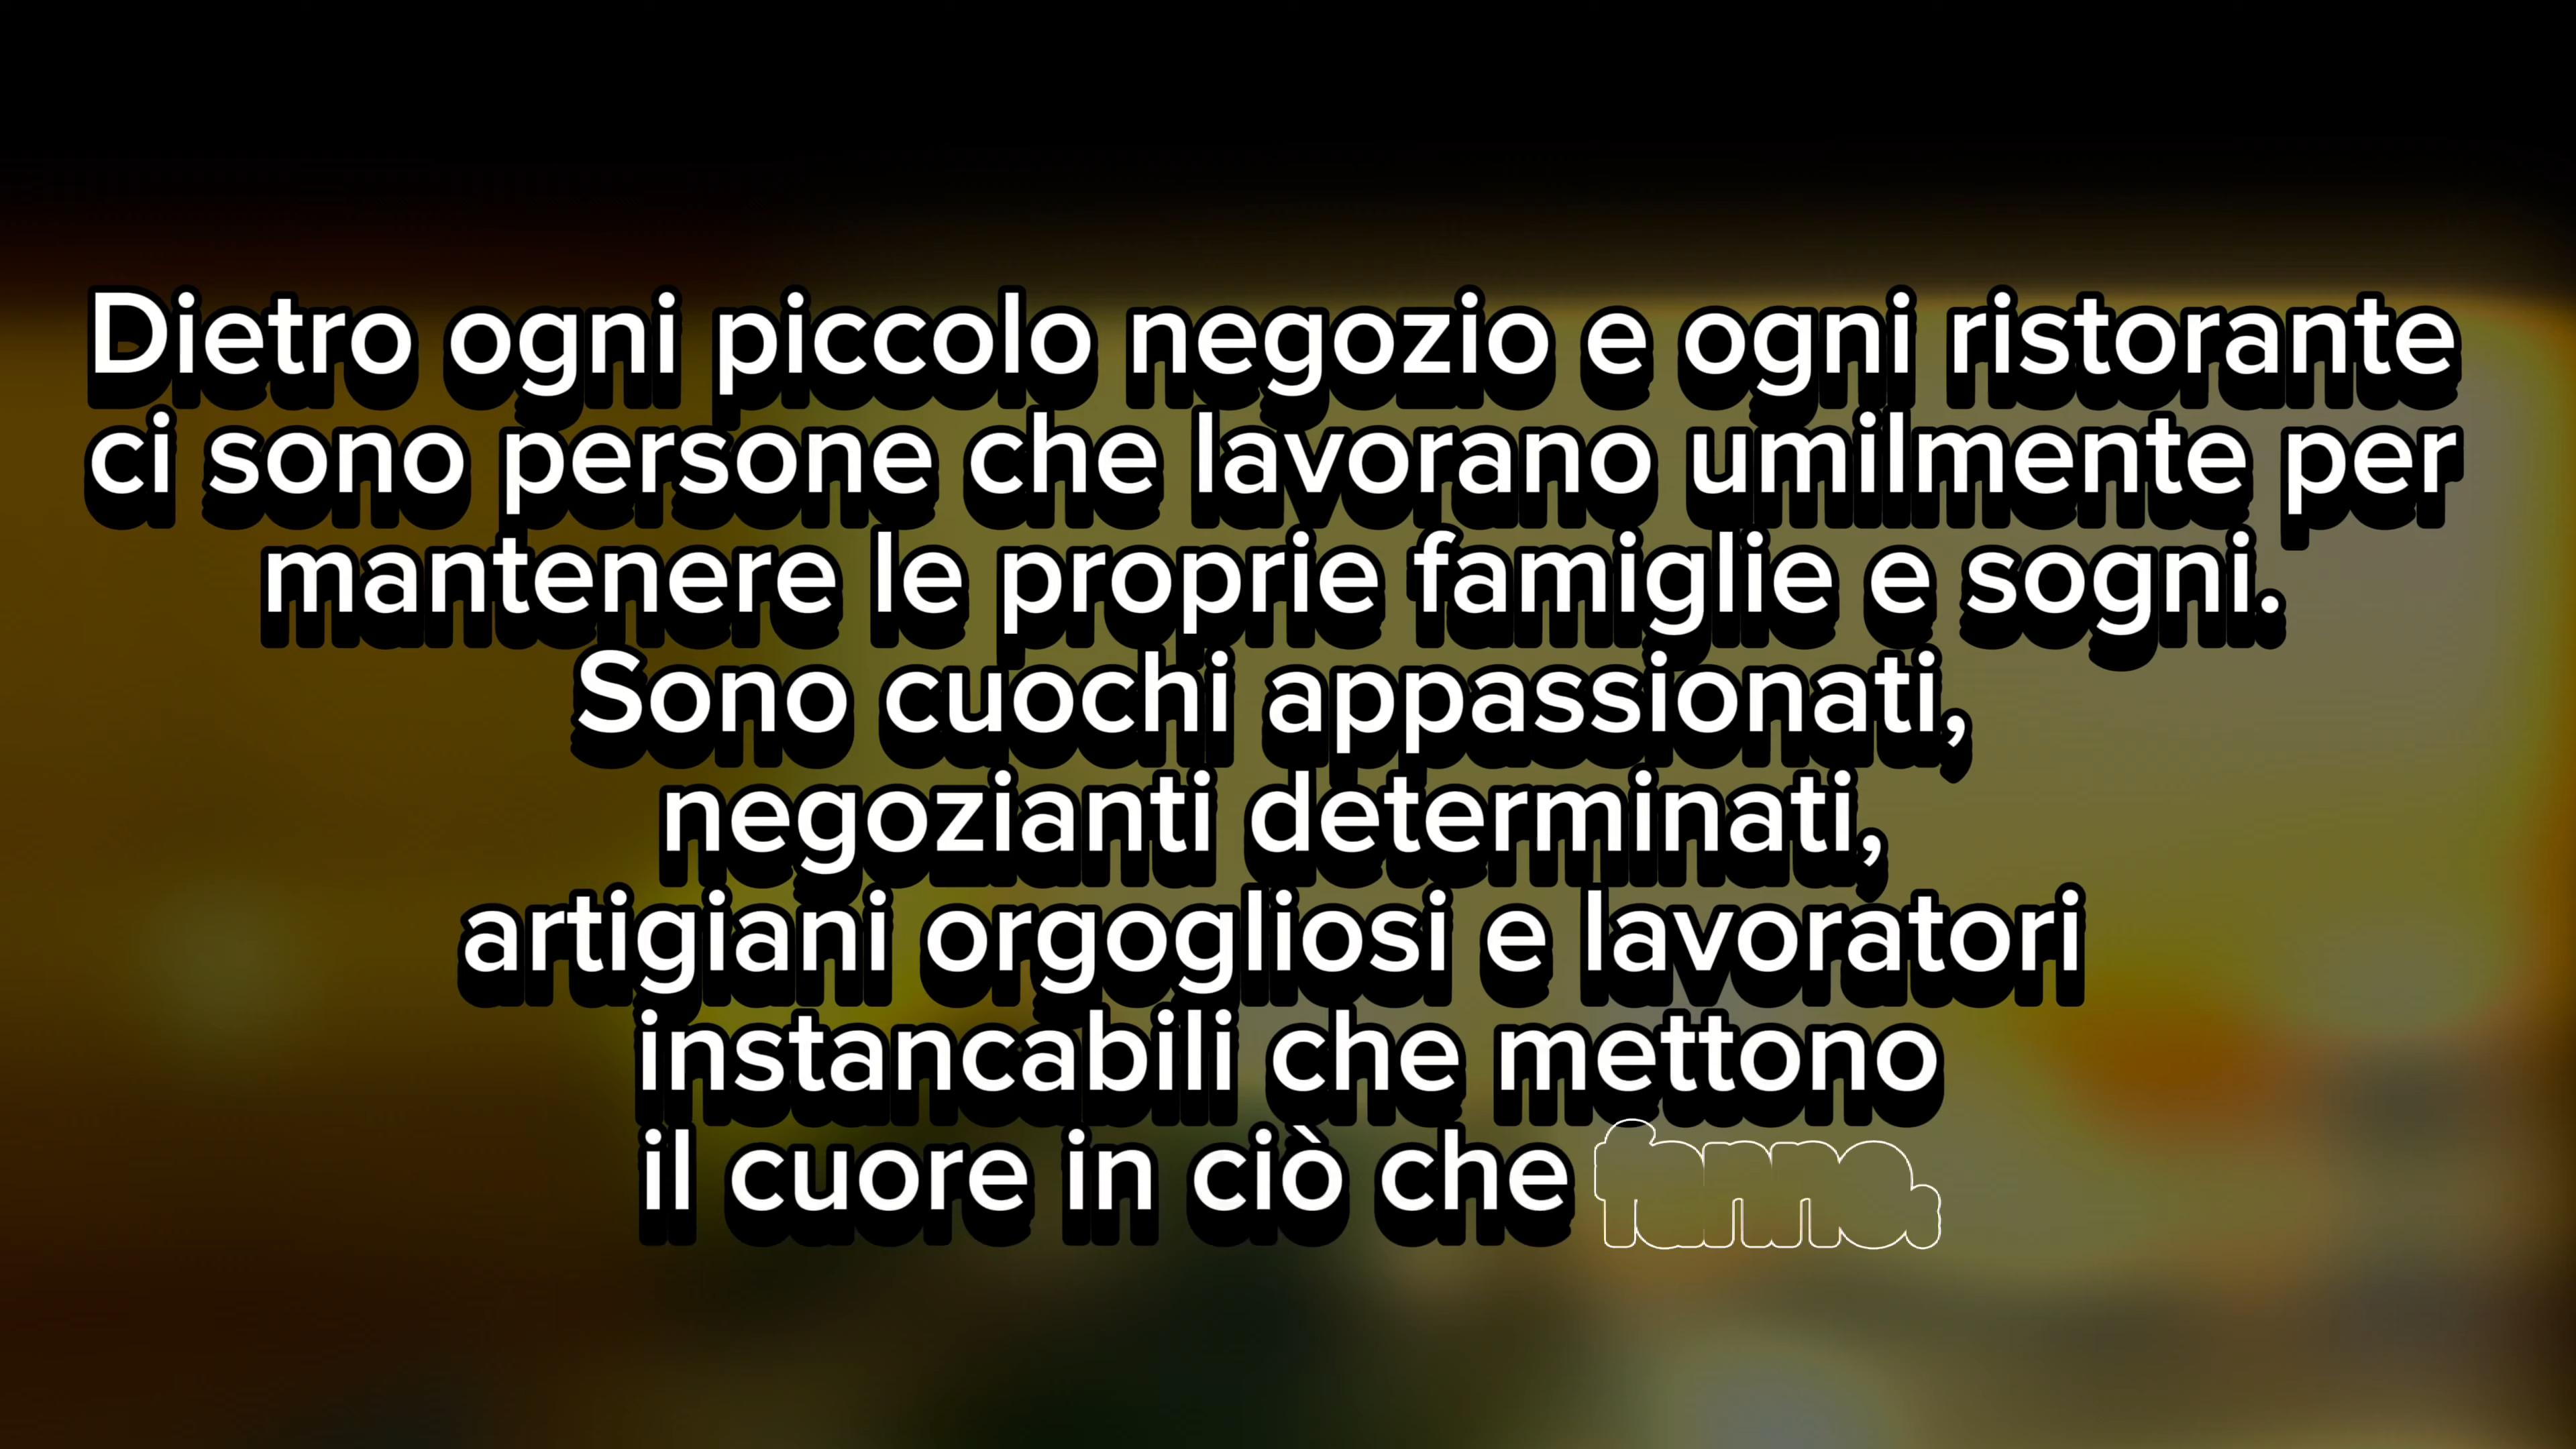 Dietro ogni piccolo negozio e ogni ristorante
ci sono persone che lavorano umilmente per
mantenere le proprie famiglie e sogni.
Sono cuochi appassionati,
negozianti determinati,
artigiani orgogliosi e lavoratori
instancabili che mettono
il cuore in ciò che fanno.